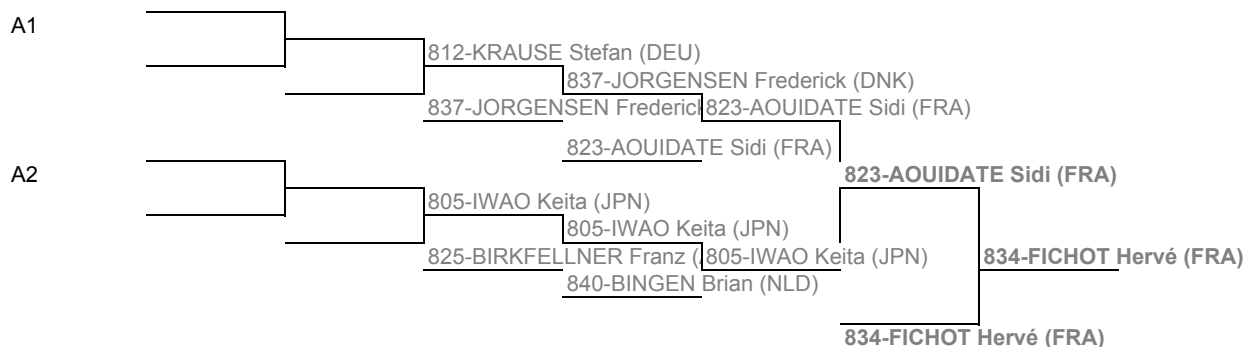 A1
812-KRAUSE Stefan (DEU)
837-JORGENSEN Frederick (DNK)
837-JORGENSEN Frederick
823-AOUIDATE Sidi (FRA)
823-AOUIDATE Sidi (FRA)
A2
823-AOUIDATE Sidi (FRA)
805-IWAO Keita (JPN)
805-IWAO Keita (JPN)
825-BIRKFELLNER Franz (
805-IWAO Keita (JPN)
834-FICHOT Hervé (FRA)
840-BINGEN Brian (NLD)
834-FICHOT Hervé (FRA)